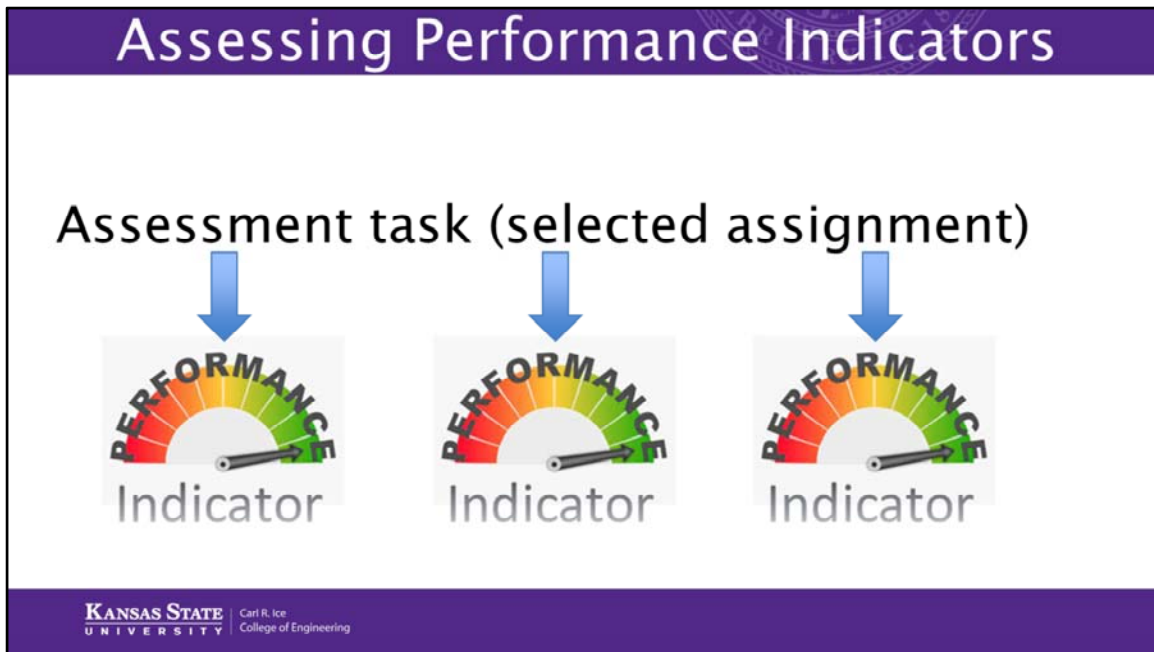 Assessing Performance Indicators
Assessment task (selected assignment)
PERFORMANCE PERFORMANCE PERFORMANCE
Indicator Indicator Indicator
KANSAS STATE
UNIVERSITY
Carl R. Ice
College of Engineering